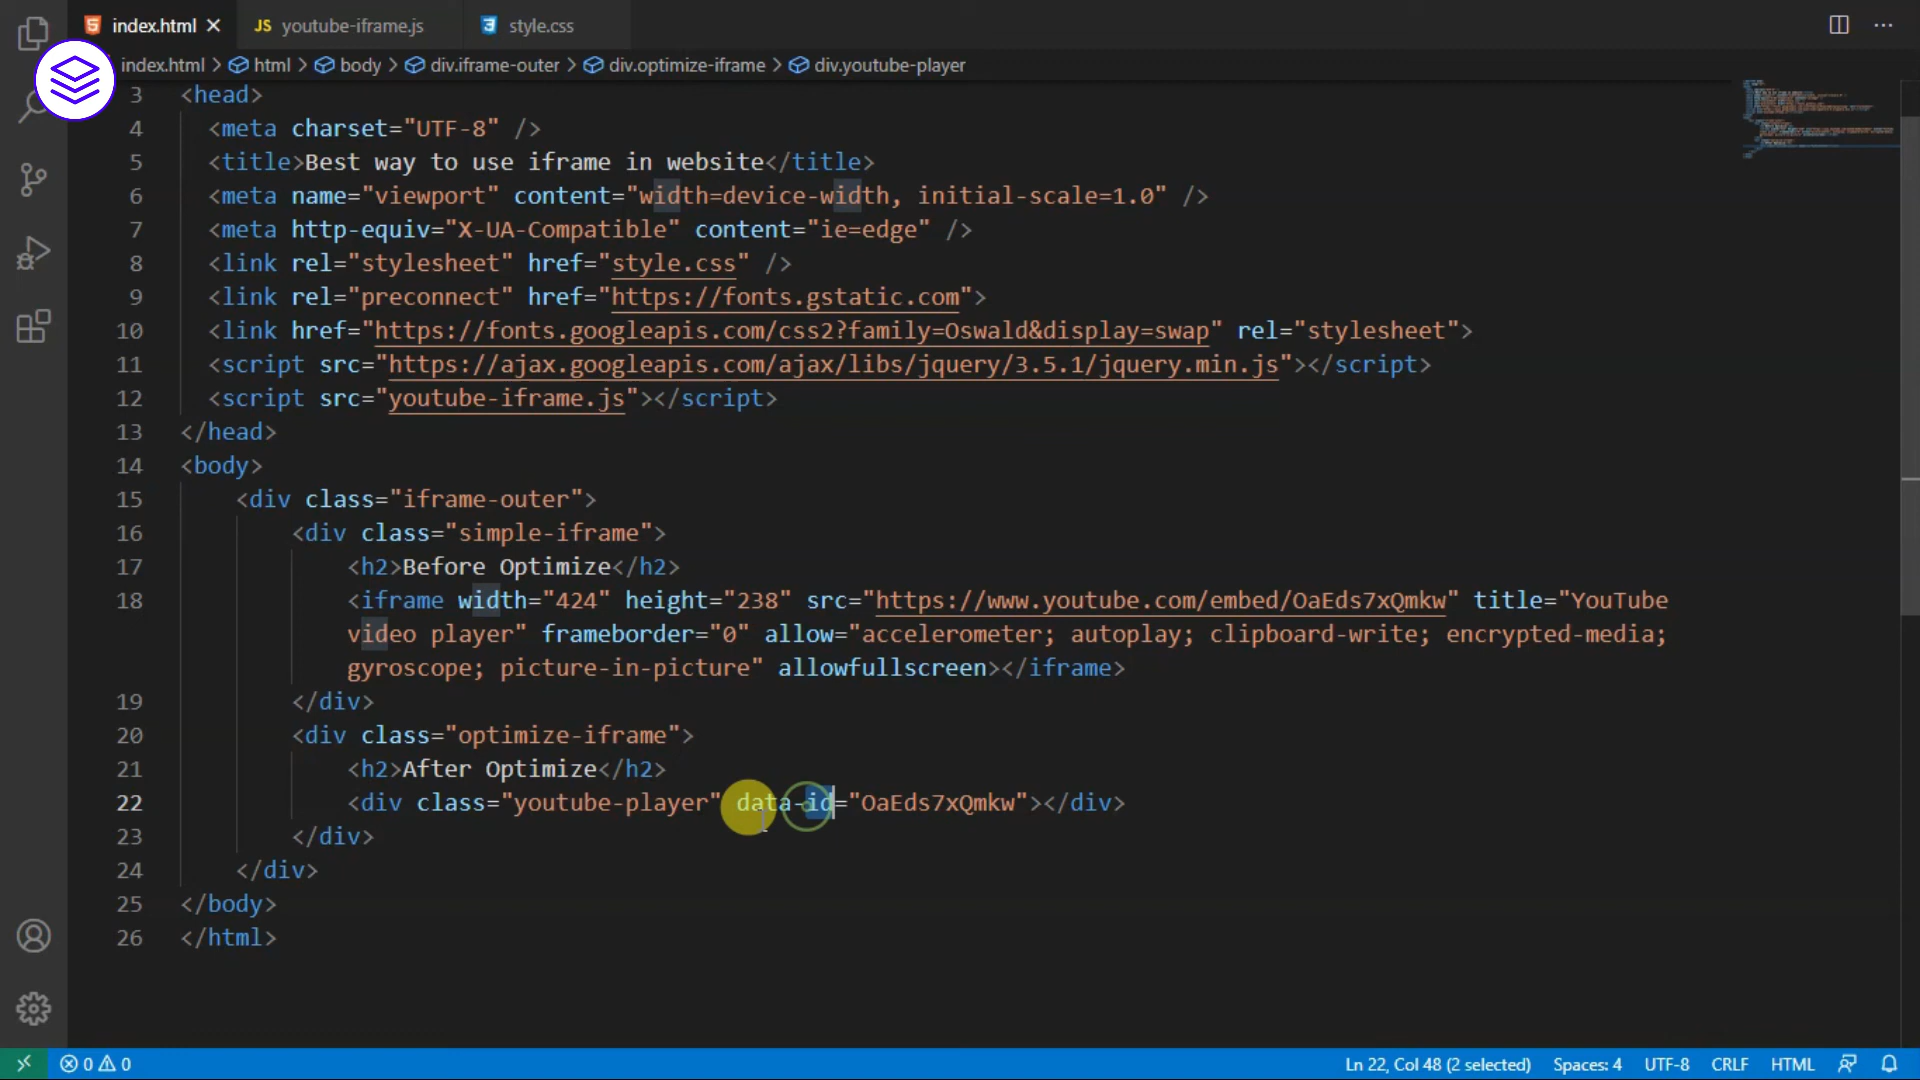 index.html
JS youtube-iframe.js
style.css
index.html > html > body > div.iframe-outer > div.optimize-iframe > div.youtube-player
3 <head>
4 <meta charset="UTF-8" />
5 <title>Best way to use iframe in website</title>
6 <meta name="viewport" content="width=device-width, initial-scale=1.0" />
7 <meta http-equiv="X-UA-Compatible" content="ie=edge" />
8 <link rel="stylesheet" href="style.css" />
9 <link rel="preconnect" href="https://fonts.gstatic.com">
10 <link href="https://fonts.googleapis.com/css2?family=Oswald&display=swap" rel="stylesheet">
11 <script src="https://ajax.googleapis.com/ajax/libs/jquery/3.5.1/jquery.min.js"></script>
12 <script src="youtube-iframe.js"></script>
13 </head>
14 <body>
15 <div class="iframe-outer">
16 <div class="simple-iframe">
17 <h2>Before Optimize</h2>
18 <iframe width="424" height="238" src="https://www.youtube.com/embed/OaEds7xQmkw" title="YouTube
video player" frameborder="0" allow="accelerometer; autoplay; clipboard-write; encrypted-media;
gyroscope; picture-in-picture" allowfullscreen></iframe>
19 </div>
20 <div class="optimize-iframe">
21 <h2>After Optimize</h2>
22 <div class="youtube-player" data-id="OaEds7xQmkw"></div>
23 </div>
24 </div>
25 </body>
26 </html>
0 0
Ln 22, Col 48 (2 selected)
Spaces: 4
UTF-8
CRLF
HTML